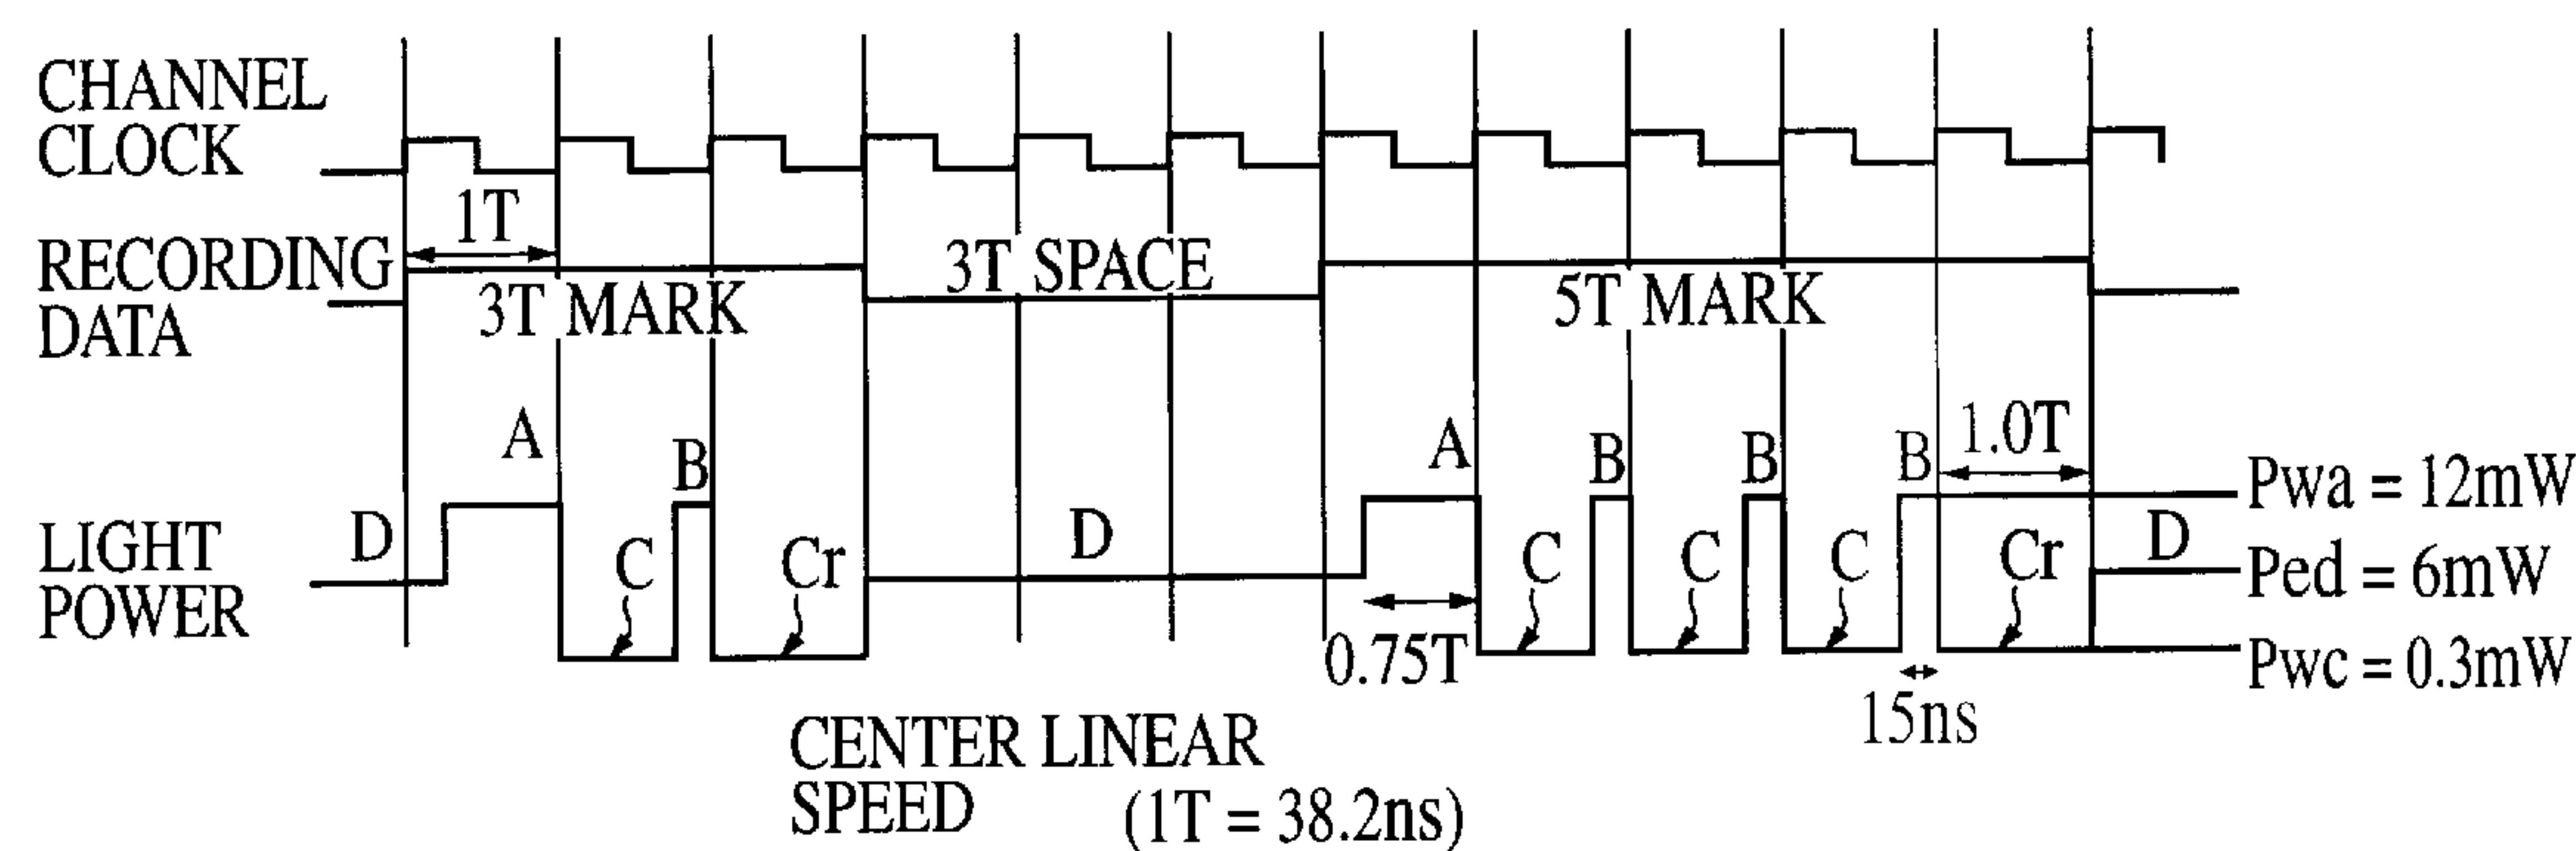 CHANNEL
CLOCK
1T
RECORDING
DATA
3T MARK
3T SPACE
5T MARK
LIGHT
POWER
D
A
C
B
Cr
D
A
0.75T
C
B
C
B
C
B
15ns
1.0T
Cr
D
Pwa = 12mW
Ped = 6mW
Pwc = 0.3mW
CENTER LINEAR
SPEED (1T = 38.2ns)